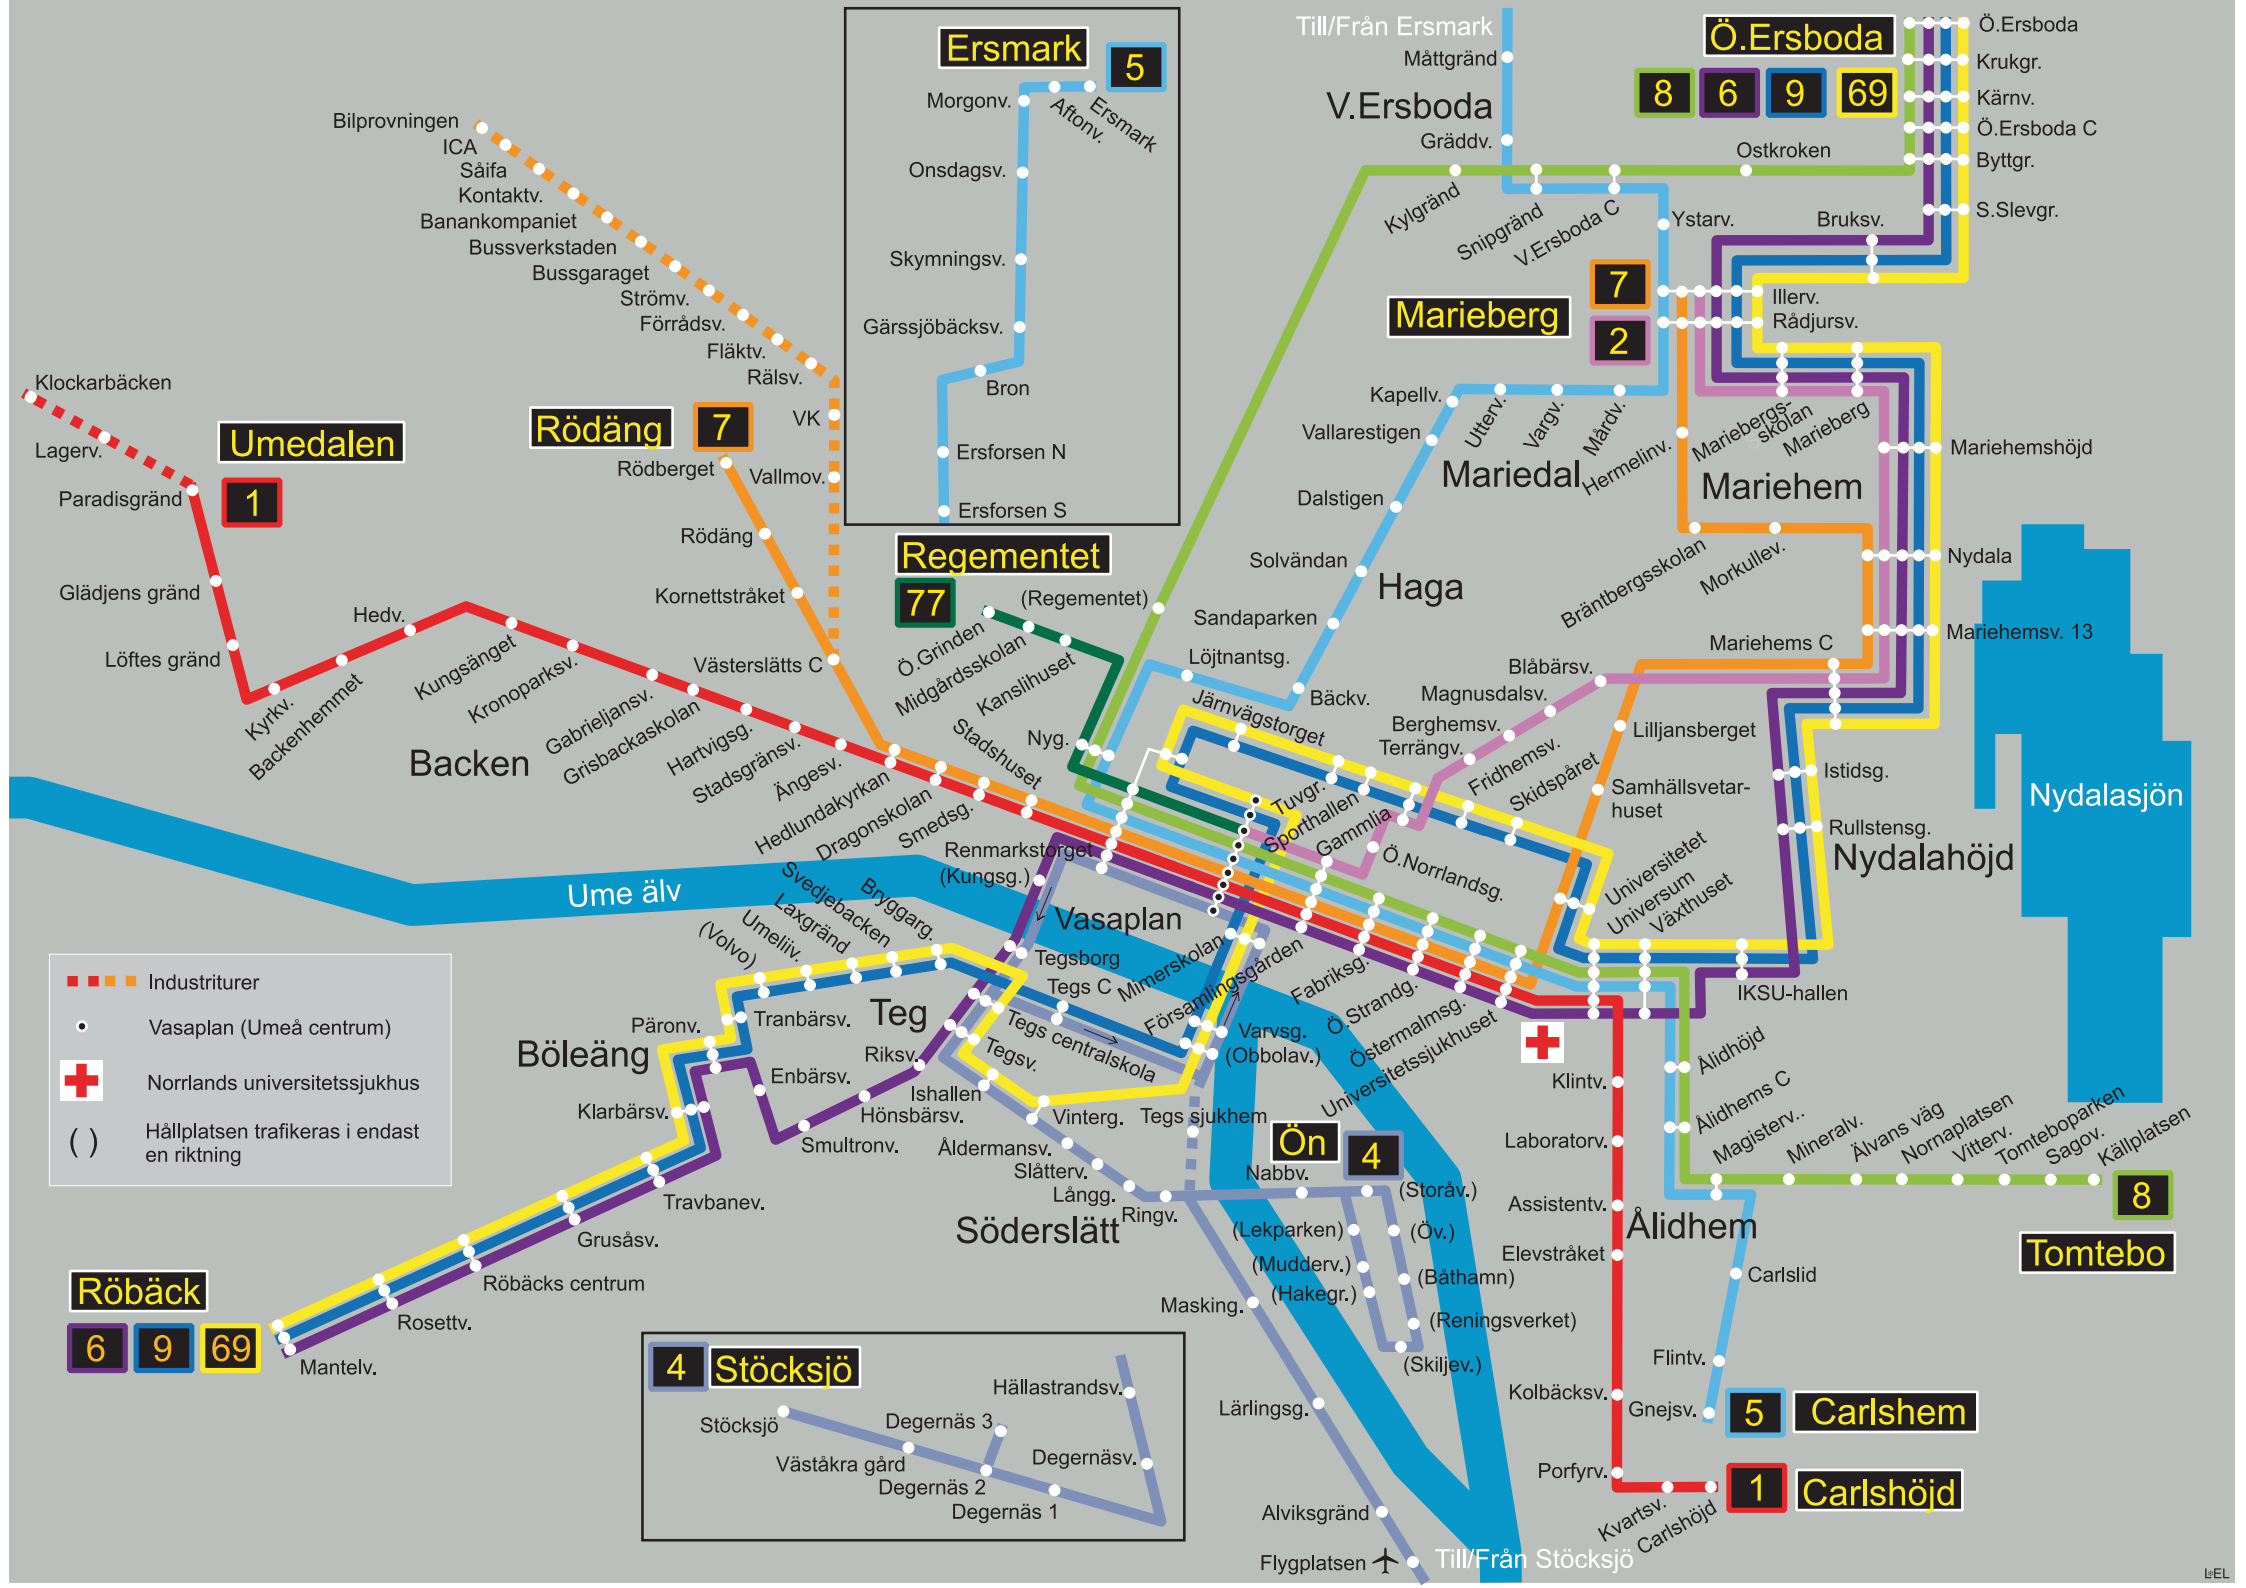 Ersmark
5
Morgonv.
Aftonv.
Ersmark
Onsdagsv.
Skymningsv.
Gärssjöbäcksv.
Bron
Ersforsen N
Ersforsen S
Till/Från Ersmark
Måttgränd
V.Ersboda
Gräddv.
Ö.Ersboda
8
6
9
69
Ö.Ersboda
Krukgr.
Kärnv.
Ö.Ersboda C
Byttgr.
S.Slevgr.
Ostkroken
Kylgränd
Snipgränd
V.Ersboda C
Ystarv.
Bruksv.
Marieberg
7
2
Illerv.
Rådjursv.
Kapellv.
Utterv.
Vargv.
Mårdv.
Vallarestigen
Mariedal
Hermelinv.
Mariebergs-
skolan
Marieberg
Mariehemshöjd
Mariehem
Dalstigen
Solvändan
Haga
Sandaparken
Bräntbergsskolan
Morkullev.
Nydala
Mariehemsv. 13
Mariehems C
Blåbärsv.
Magnusdalsv.
Berghemsv.
Terrängv.
Lilljansberget
Samhällsvetar-
huset
Istidsg.
Rullstensg.
Nydalahöjd
Nydalasjön
Bilprovningen
ICA
Såifa
Kontaktv.
Banankompaniet
Bussverkstaden
Bussgaraget
Strömv.
Förrådsv.
Fläktv.
Rälsv.
VK
Vallmov.
Rödäng
7
Rödberget
Rödäng
Kornettstråket
Västerslätts C
Klockarbäcken
Lagerv.
Umedalen
1
Paradisgränd
Glädjens gränd
Löftes gränd
Kyrkv.
Backenhemmet
Hedv.
Kungsänget
Kronoparksv.
Gabrieljansv.
Grisbackaskolan
Hartvigsg.
Stadsgränsv.
Ängesv.
Hedlundakyrkan
Dragonskolan
Smedsg.
Stadshuset
Backen
Regementet
77
(Regementet)
Ö.Grinden
Midgårdsskolan
Kanslihuset
Nyg.
Löjtnantsg.
Bäckv.
Järnvägstorget
Tuvgr.
Sporthallen
Gammlia
Fridhemsv.
Skidspåret
Ö.Norrlandsg.
Universitetet
Universum
Växthuset
IKSU-hallen
Renmarkstorget
(Kungsg.)
Vasaplan
Ume älv
(Volvo)
Umeliiv.
Laxgränd
Svedjebacken
Bryggarg.
Tegsborg
Tegs C
Mimerskolan
Församlingsgården
Fabriksg.
Ö.Strandg.
Östermalmsg.
Universitetssjukhuset
Teg
Tegs centralskola
Varvsg.
(Obbolav.)
Päronv.
Tranbärsv.
Böleäng
Enbärsv.
Riksv.
Tegsv.
Klarbärsv.
Ishallen
Hönsbärsv.
Smultronv.
Vinterg.
Tegs sjukhem
Åldermansv.
Slåtterv.
Långg.
Ringv.
Söderslätt
Travbanev.
Grusåsv.
Röbäcks centrum
Rosettv.
Mantelv.
Röbäck
6
9
69
Industriturer
Vasaplan (Umeå centrum)
Norrlands universitetssjukhus
( )
Hållplatsen trafikeras i endast
en riktning
Ön
4
Nabbv.
(Storåv.)
(Lekparken)
(Öv.)
(Mudderv.)
(Båthamn)
(Hakegr.)
(Reningsverket)
(Skiljev.)
Masking.
Lärlingsg.
Alviksgränd
Flygplatsen
Till/Från Stöcksjö
4
Stöcksjö
Stöcksjö
Väståkra gård
Degernäs 3
Degernäs 2
Degernäs 1
Hällastrandsv.
Degernäsv.
Klintv.
Laboratorv.
Assistentv.
Elevstråket
Kolbäcksv.
Porfyrv.
Kvartsv.
Carlshöjd
1
Carlshöjd
Ålidhöjd
Ålidhems C
Magisterv..
Mineralv.
Älvans väg
Nornaplatsen
Vitterv.
Tomteboparken
Sagov.
Källplatsen
8
Tomtebo
Ålidhem
Carlslid
Flintv.
Gnejsv.
5
Carlshem